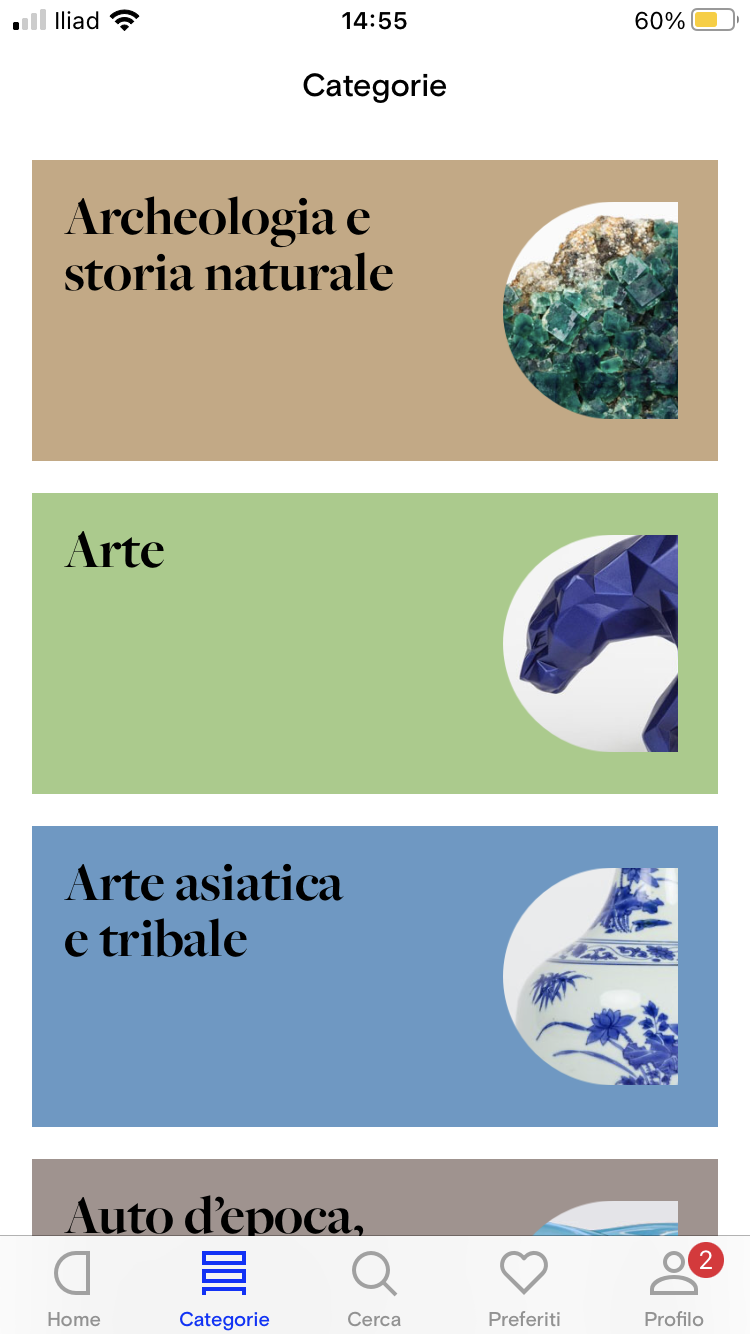 Iliad 14:55 60%
Categorie
Archeologia e
storia naturale
Arte
Arte asiatica
e tribale
Auto d’epoca,
2
Home Categorie Cerca Preferiti Profilo